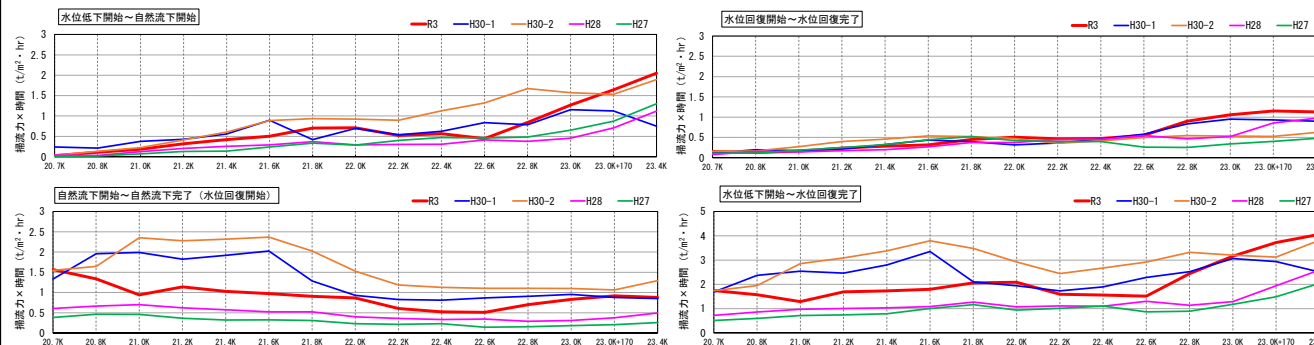 水位低下開始～自然流下開始
R3 H30-1 H30-2 H28 H27
掃流力×時間 (t/m²・hr)
3
2.5
2
1.5
1
0.5
0
20.7K 20.8K 21.0K 21.2K 21.4K 21.6K 21.8K 22.0K 22.2K 22.4K 22.6K 22.8K 23.0K 23.0K+170 23.4K
水位回復開始～水位回復完了
R3 H30-1 H30-2 H28 H27
掃流力×時間 (t/m²・hr)
3
2.5
2
1.5
1
0.5
0
20.7K 20.8K 21.0K 21.2K 21.4K 21.6K 21.8K 22.0K 22.2K 22.4K 22.6K 22.8K 23.0K 23.0K+170 23.
自然流下開始～自然流下完了（水位回復開始）
R3 H30-1 H30-2 H28 H27
掃流力×時間 (t/m²・hr)
3
2.5
2
1.5
1
0.5
0
20.7K 20.8K 21.0K 21.2K 21.4K 21.6K 21.8K 22.0K 22.2K 22.4K 22.6K 22.8K 23.0K 23.0K+170 23.4K
水位低下開始～水位回復完了
R3 H30-1 H30-2 H28 H27
掃流力×時間 (t/m²・hr)
5
4
3
2
1
0
20.7K 20.8K 21.0K 21.2K 21.4K 21.6K 21.8K 22.0K 22.2K 22.4K 22.6K 22.8K 23.0K 23.0K+170 23